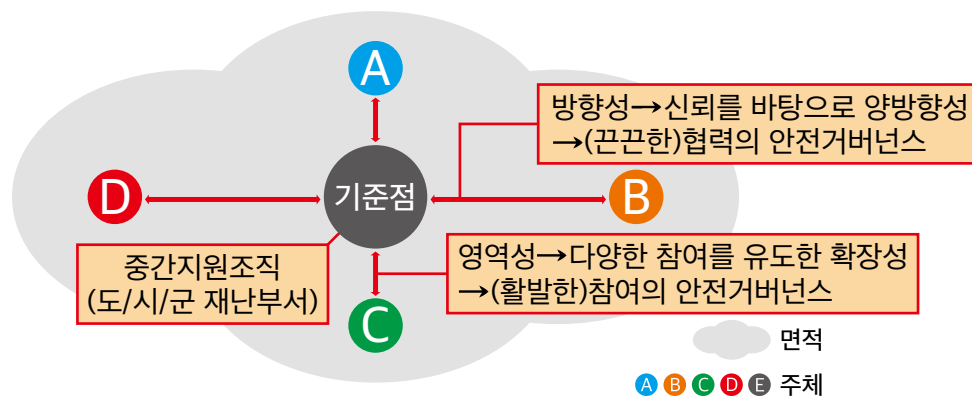 A
방향성→신뢰를 바탕으로 양방향성
→(끈끈한)협력의 안전거버넌스
D
기준점
B
중간지원조직
(도/시/군 재난부서)
영역성→다양한 참여를 유도한 확장성
→(활발한)참여의 안전거버넌스
C
면적
A B C D E 주체